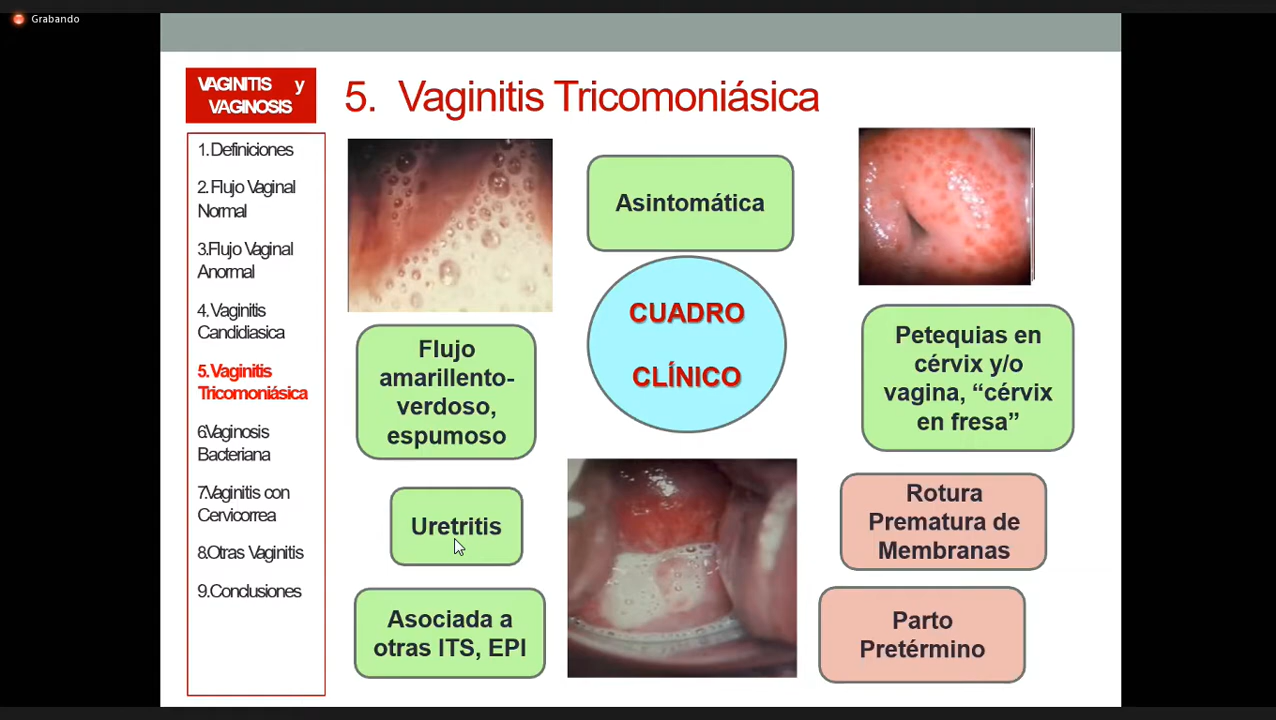 Grabando
VAGINITIS y
VAGINOSIS
5. Vaginitis Tricomoniásica
1.Definiciones
2. Flujo Vaginal
Normal
3.Flujo Vaginal
Anormal
4. Vaginitis
Candidiasica
5.Vaginitis
Tricomoniásica
6.Vaginosis
Bacteriana
7.Vaginitis con
Cervicorrea
8.Otras Vaginitis
9.Conclusiones
Asintomática
CUADRO
CLÍNICO
Flujo
amarillento-
verdoso,
espumoso
Petequias en
cérvix y/o
vagina, “cérvix
en fresa”
Uretritis
Rotura
Prematura de
Membranas
Asociada a
otras ITS, EPI
Parto
Pretérmino